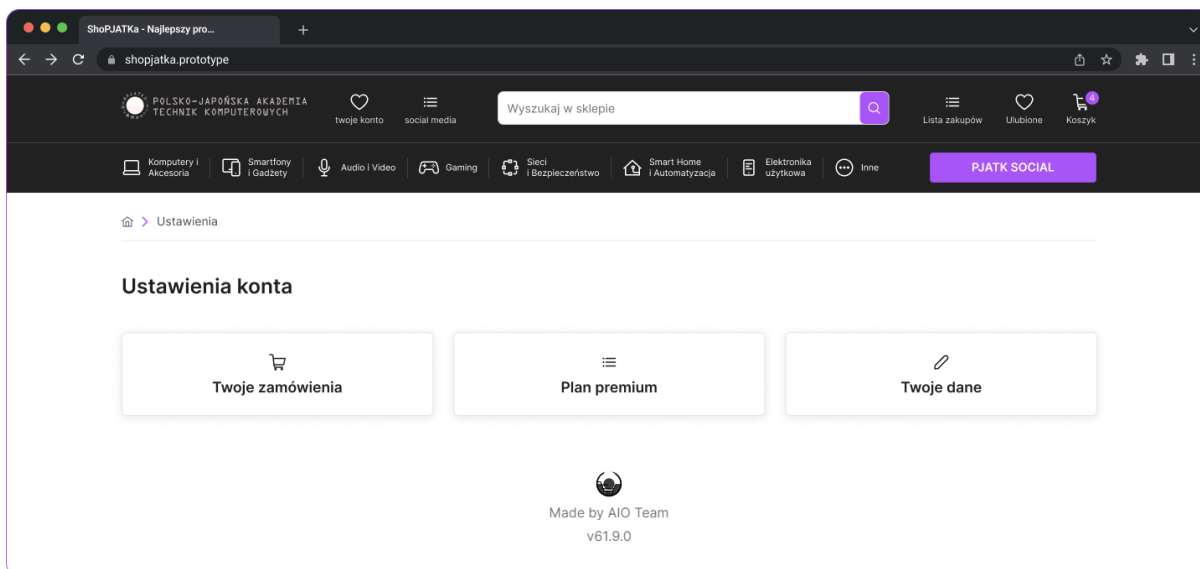 ShoPJATKa - Najlepszy pro...
shopjatka.prototype
POLSKO-JAPOŃSKA AKADEMIA
TECHNIK KOMPUTEROWYCH
twoje konto
social media
Wyszukaj w sklepie
Lista zakupów
Ulubione
4
Koszyk
Komputery i
Akcesoria
Smartfony
i Gadżety
Audio i Video
Gaming
Sieci
i Bezpieczeństwo
Smart Home
i Automatyzacja
Elektronika
użytkowa
Inne
PJATK SOCIAL
Ustawienia
Ustawienia konta
Twoje zamówienia
Plan premium
Twoje dane
Made by AIO Team
v61.9.0